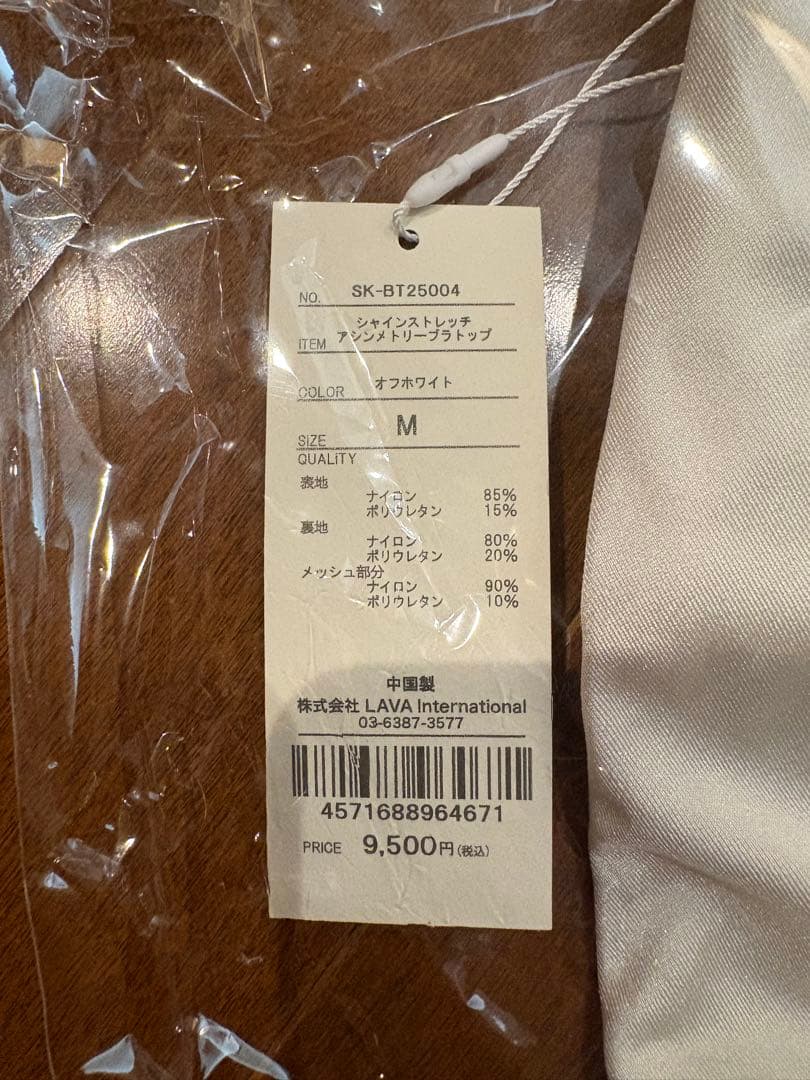 NO. SK-BT25004
シャインストレッチ
ITEM アシンメトリーブラトップ
COLOR オフホワイト
SIZE M
QUALITY
表地
ナイロン 85%
ポリウレタン 15%
裏地
ナイロン 80%
ポリウレタン 20%
メッシュ部分
ナイロン 90%
ポリウレタン 10%
中国製
株式会社 LAVA International
03-6387-3577
4571688964671
PRICE 9,500円(税込)